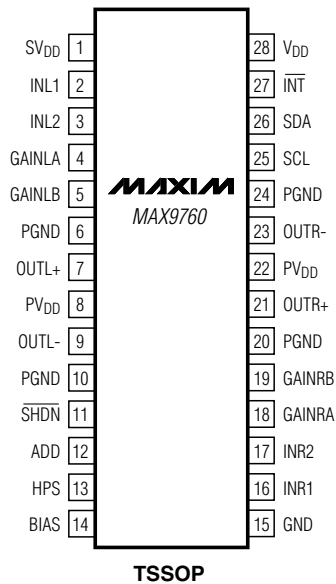 SVDD 1
INL1 2
INL2 3
GAINLA 4
GAINLB 5
PGND 6
OUTL+ 7
PVDD 8
OUTL- 9
PGND 10
SHDN 11
ADD 12
HPS 13
BIAS 14
MAXIM
MAX9760
28 VDD
27 INT
26 SDA
25 SCL
24 PGND
23 OUTR-
22 PVDD
21 OUTR+
20 PGND
19 GAINRB
18 GAINRA
17 INR2
16 INR1
15 GND
TSSOP